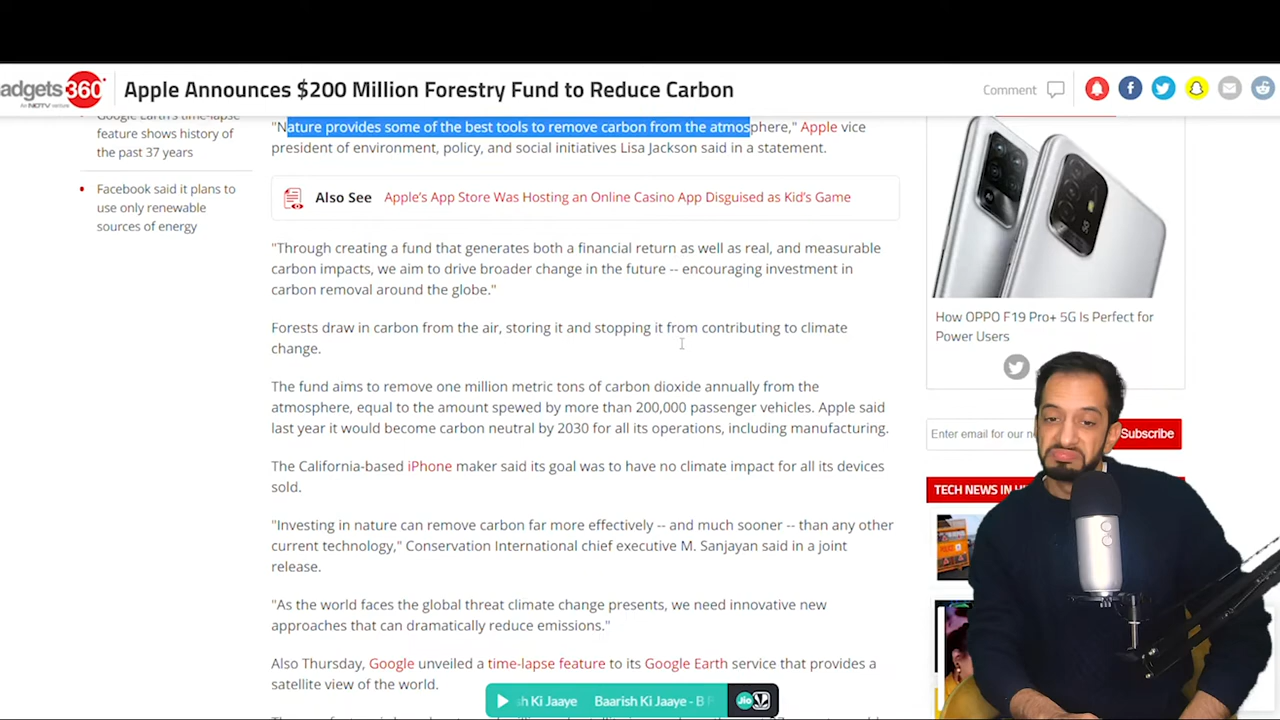 adgets 360
An NDTV venture
Apple Announces $200 Million Forestry Fund to Reduce Carbon
Comment
Google Earth's time-lapse
feature shows history of
the past 37 years
Facebook said it plans to
use only renewable
sources of energy
"Nature provides some of the best tools to remove carbon from the atmosphere," Apple vice
president of environment, policy, and social initiatives Lisa Jackson said in a statement.
Also See Apple's App Store Was Hosting an Online Casino App Disguised as Kid's Game
"Through creating a fund that generates both a financial return as well as real, and measurable
carbon impacts, we aim to drive broader change in the future -- encouraging investment in
carbon removal around the globe."
Forests draw in carbon from the air, storing it and stopping it from contributing to climate
change.
The fund aims to remove one million metric tons of carbon dioxide annually from the
atmosphere, equal to the amount spewed by more than 200,000 passenger vehicles. Apple said
last year it would become carbon neutral by 2030 for all its operations, including manufacturing.
The California-based iPhone maker said its goal was to have no climate impact for all its devices
sold.
"Investing in nature can remove carbon far more effectively -- and much sooner -- than any other
current technology," Conservation International chief executive M. Sanjayan said in a joint
release.
"As the world faces the global threat climate change presents, we need innovative new
approaches that can dramatically reduce emissions."
Also Thursday, Google unveiled a time-lapse feature to its Google Earth service that provides a
satellite view of the world.
5G
How OPPO F19 Pro+ 5G Is Perfect for
Power Users
Enter email for our ne
Subscribe
TECH NEWS IN H
sh Ki Jaaye Baarish Ki Jaaye - B P
Jio